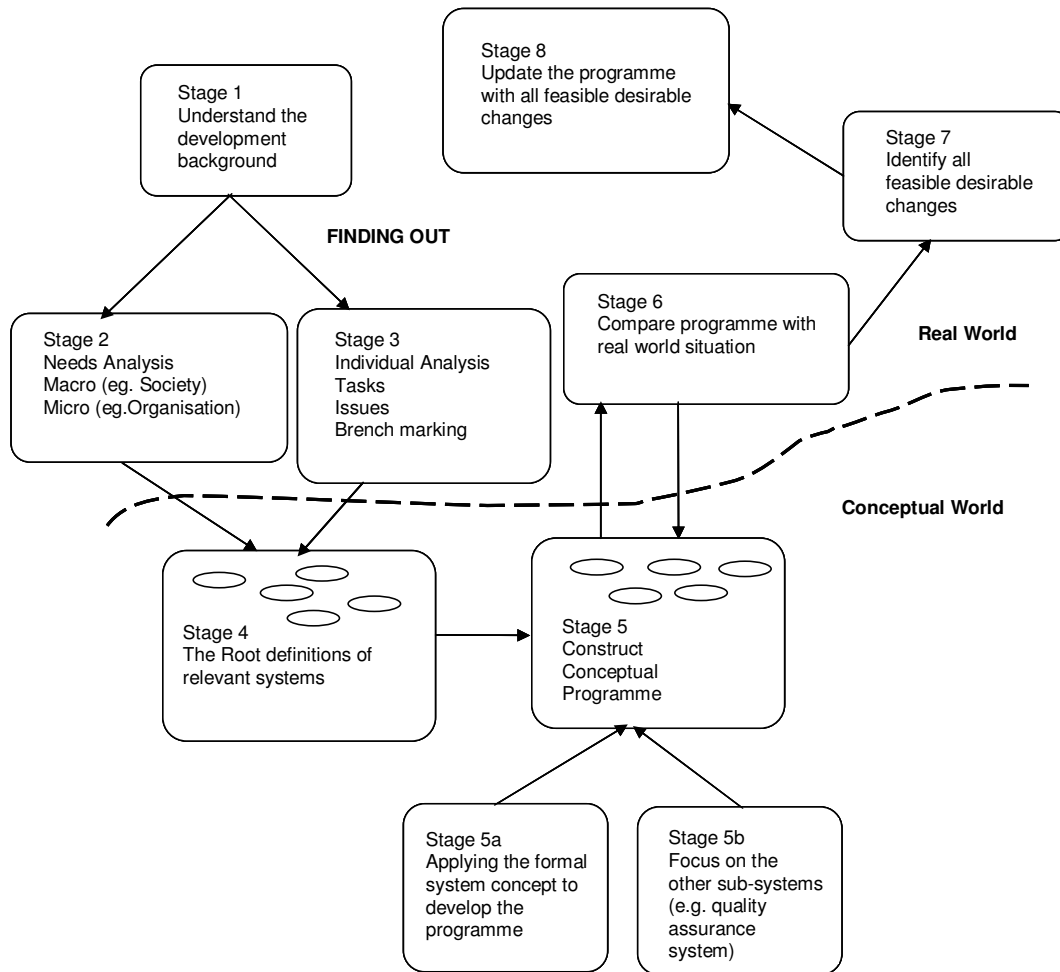 Stage 8
Update the programme
with all feasible desirable
changes
Stage 1
Understand the
development
background
Stage 7
Identify all
feasible desirable
changes
FINDING OUT
Stage 6
Compare programme with
real world situation
Real World
Stage 2
Needs Analysis
Macro (eg. Society)
Micro (eg.Organisation)
Stage 3
Individual Analysis
Tasks
Issues
Brench marking
Conceptual World
Stage 4
The Root definitions of
relevant systems
Stage 5
Construct
Conceptual
Programme
Stage 5a
Applying the formal
system concept to
develop the
programme
Stage 5b
Focus on the
other sub-systems
(e.g. quality
assurance
system)